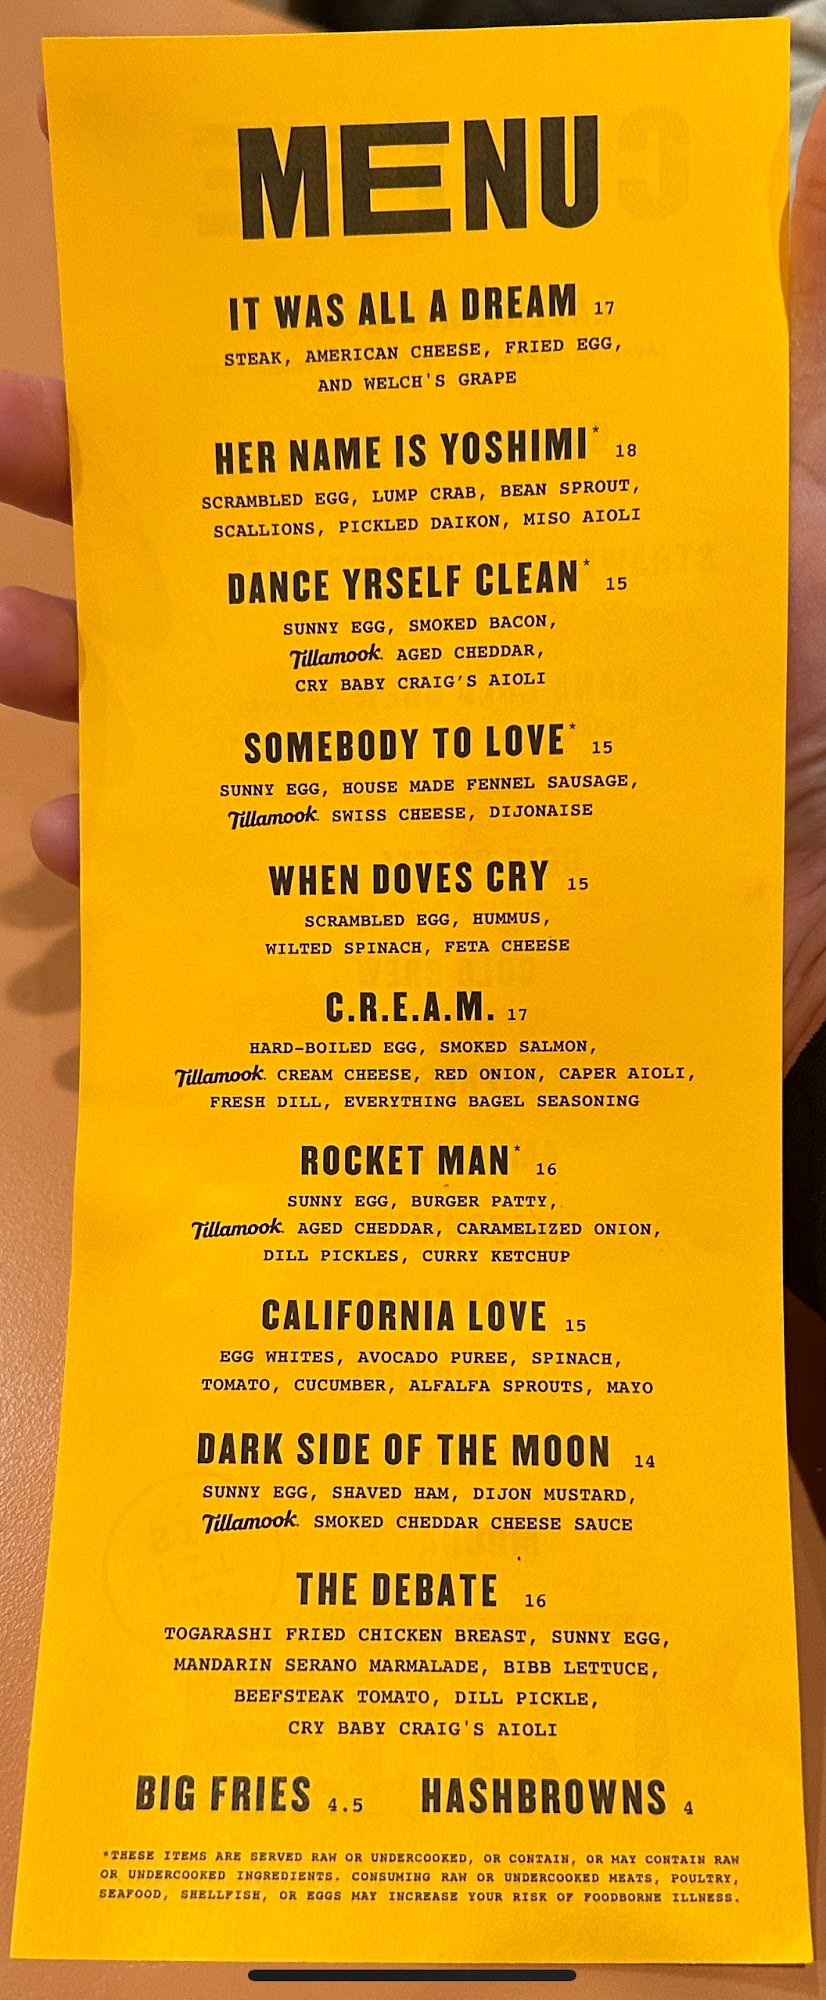 MENU
IT WAS ALL A DREAM 17
STEAK, AMERICAN CHEESE, FRIED EGG,
AND WELCH'S GRAPE
HER NAME IS YOSHIMI* 18
SCRAMBLED EGG, LUMP CRAB, BEAN SPROUT,
SCALLIONS, PICKLED DAIKON, MISO AIOLI
DANCE YRSELF CLEAN* 15
SUNNY EGG, SMOKED BACON,
Tillamook AGED CHEDDAR,
CRY BABY CRAIG'S AIOLI
SOMEBODY TO LOVE* 15
SUNNY EGG, HOUSE MADE FENNEL SAUSAGE,
Tillamook SWISS CHEESE, DIJONAISE
WHEN DOVES CRY 15
SCRAMBLED EGG, HUMMUS,
WILTED SPINACH, FETA CHEESE
C.R.E.A.M. 17
HARD-BOILED EGG, SMOKED SALMON,
Tillamook CREAM CHEESE, RED ONION, CAPER AIOLI,
FRESH DILL, EVERYTHING BAGEL SEASONING
ROCKET MAN* 16
SUNNY EGG, BURGER PATTY,
Tillamook AGED CHEDDAR, CARAMELIZED ONION,
DILL PICKLES, CURRY KETCHUP
CALIFORNIA LOVE 15
EGG WHITES, AVOCADO PUREE, SPINACH,
TOMATO, CUCUMBER, ALFALFA SPROUTS, MAYO
DARK SIDE OF THE MOON 14
SUNNY EGG, SHAVED HAM, DIJON MUSTARD,
Tillamook SMOKED CHEDDAR CHEESE SAUCE
THE DEBATE 16
TOGARASHI FRIED CHICKEN BREAST, SUNNY EGG,
MANDARIN SERANO MARMALADE, BIBB LETTUCE,
BEEFSTEAK TOMATO, DILL PICKLE,
CRY BABY CRAIG'S AIOLI
BIG FRIES 4.5 HASHBROWNS 4
*THESE ITEMS ARE SERVED RAW OR UNDERCOOKED, OR CONTAIN, OR MAY CONTAIN RAW
OR UNDERCOOKED INGREDIENTS. CONSUMING RAW OR UNDERCOOKED MEATS, POULTRY,
SEAFOOD, SHELLFISH, OR EGGS MAY INCREASE YOUR RISK OF FOODBORNE ILLNESS.